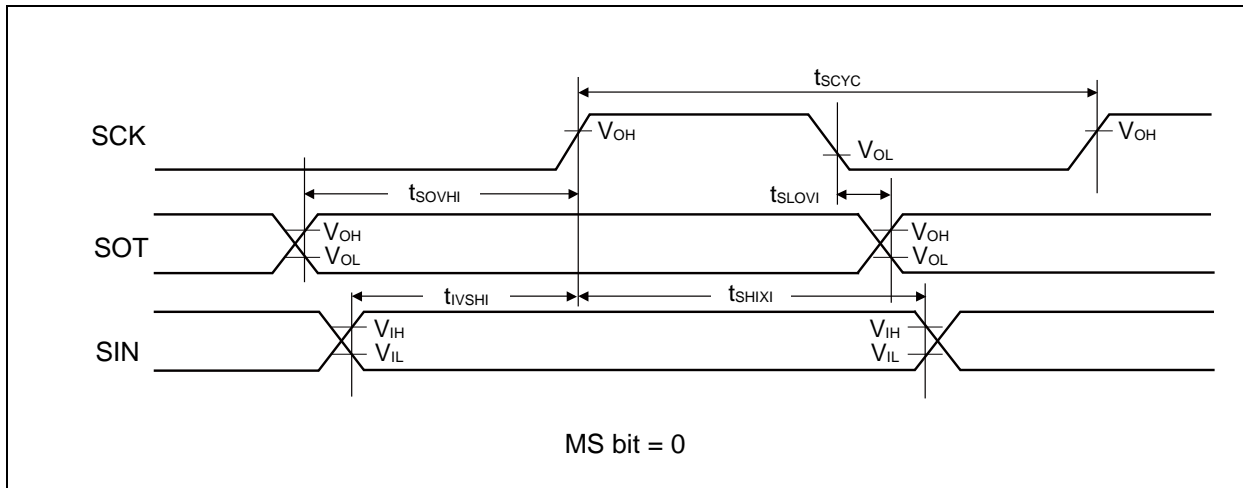 tSCYC
SCK
VOH
VOL
VOH
tSOVHI
tSLOVI
SOT
VOH
VOL
VOH
VOL
tIVSHI
tSHIXI
SIN
VIH
VIL
VIH
VIL
MS bit = 0